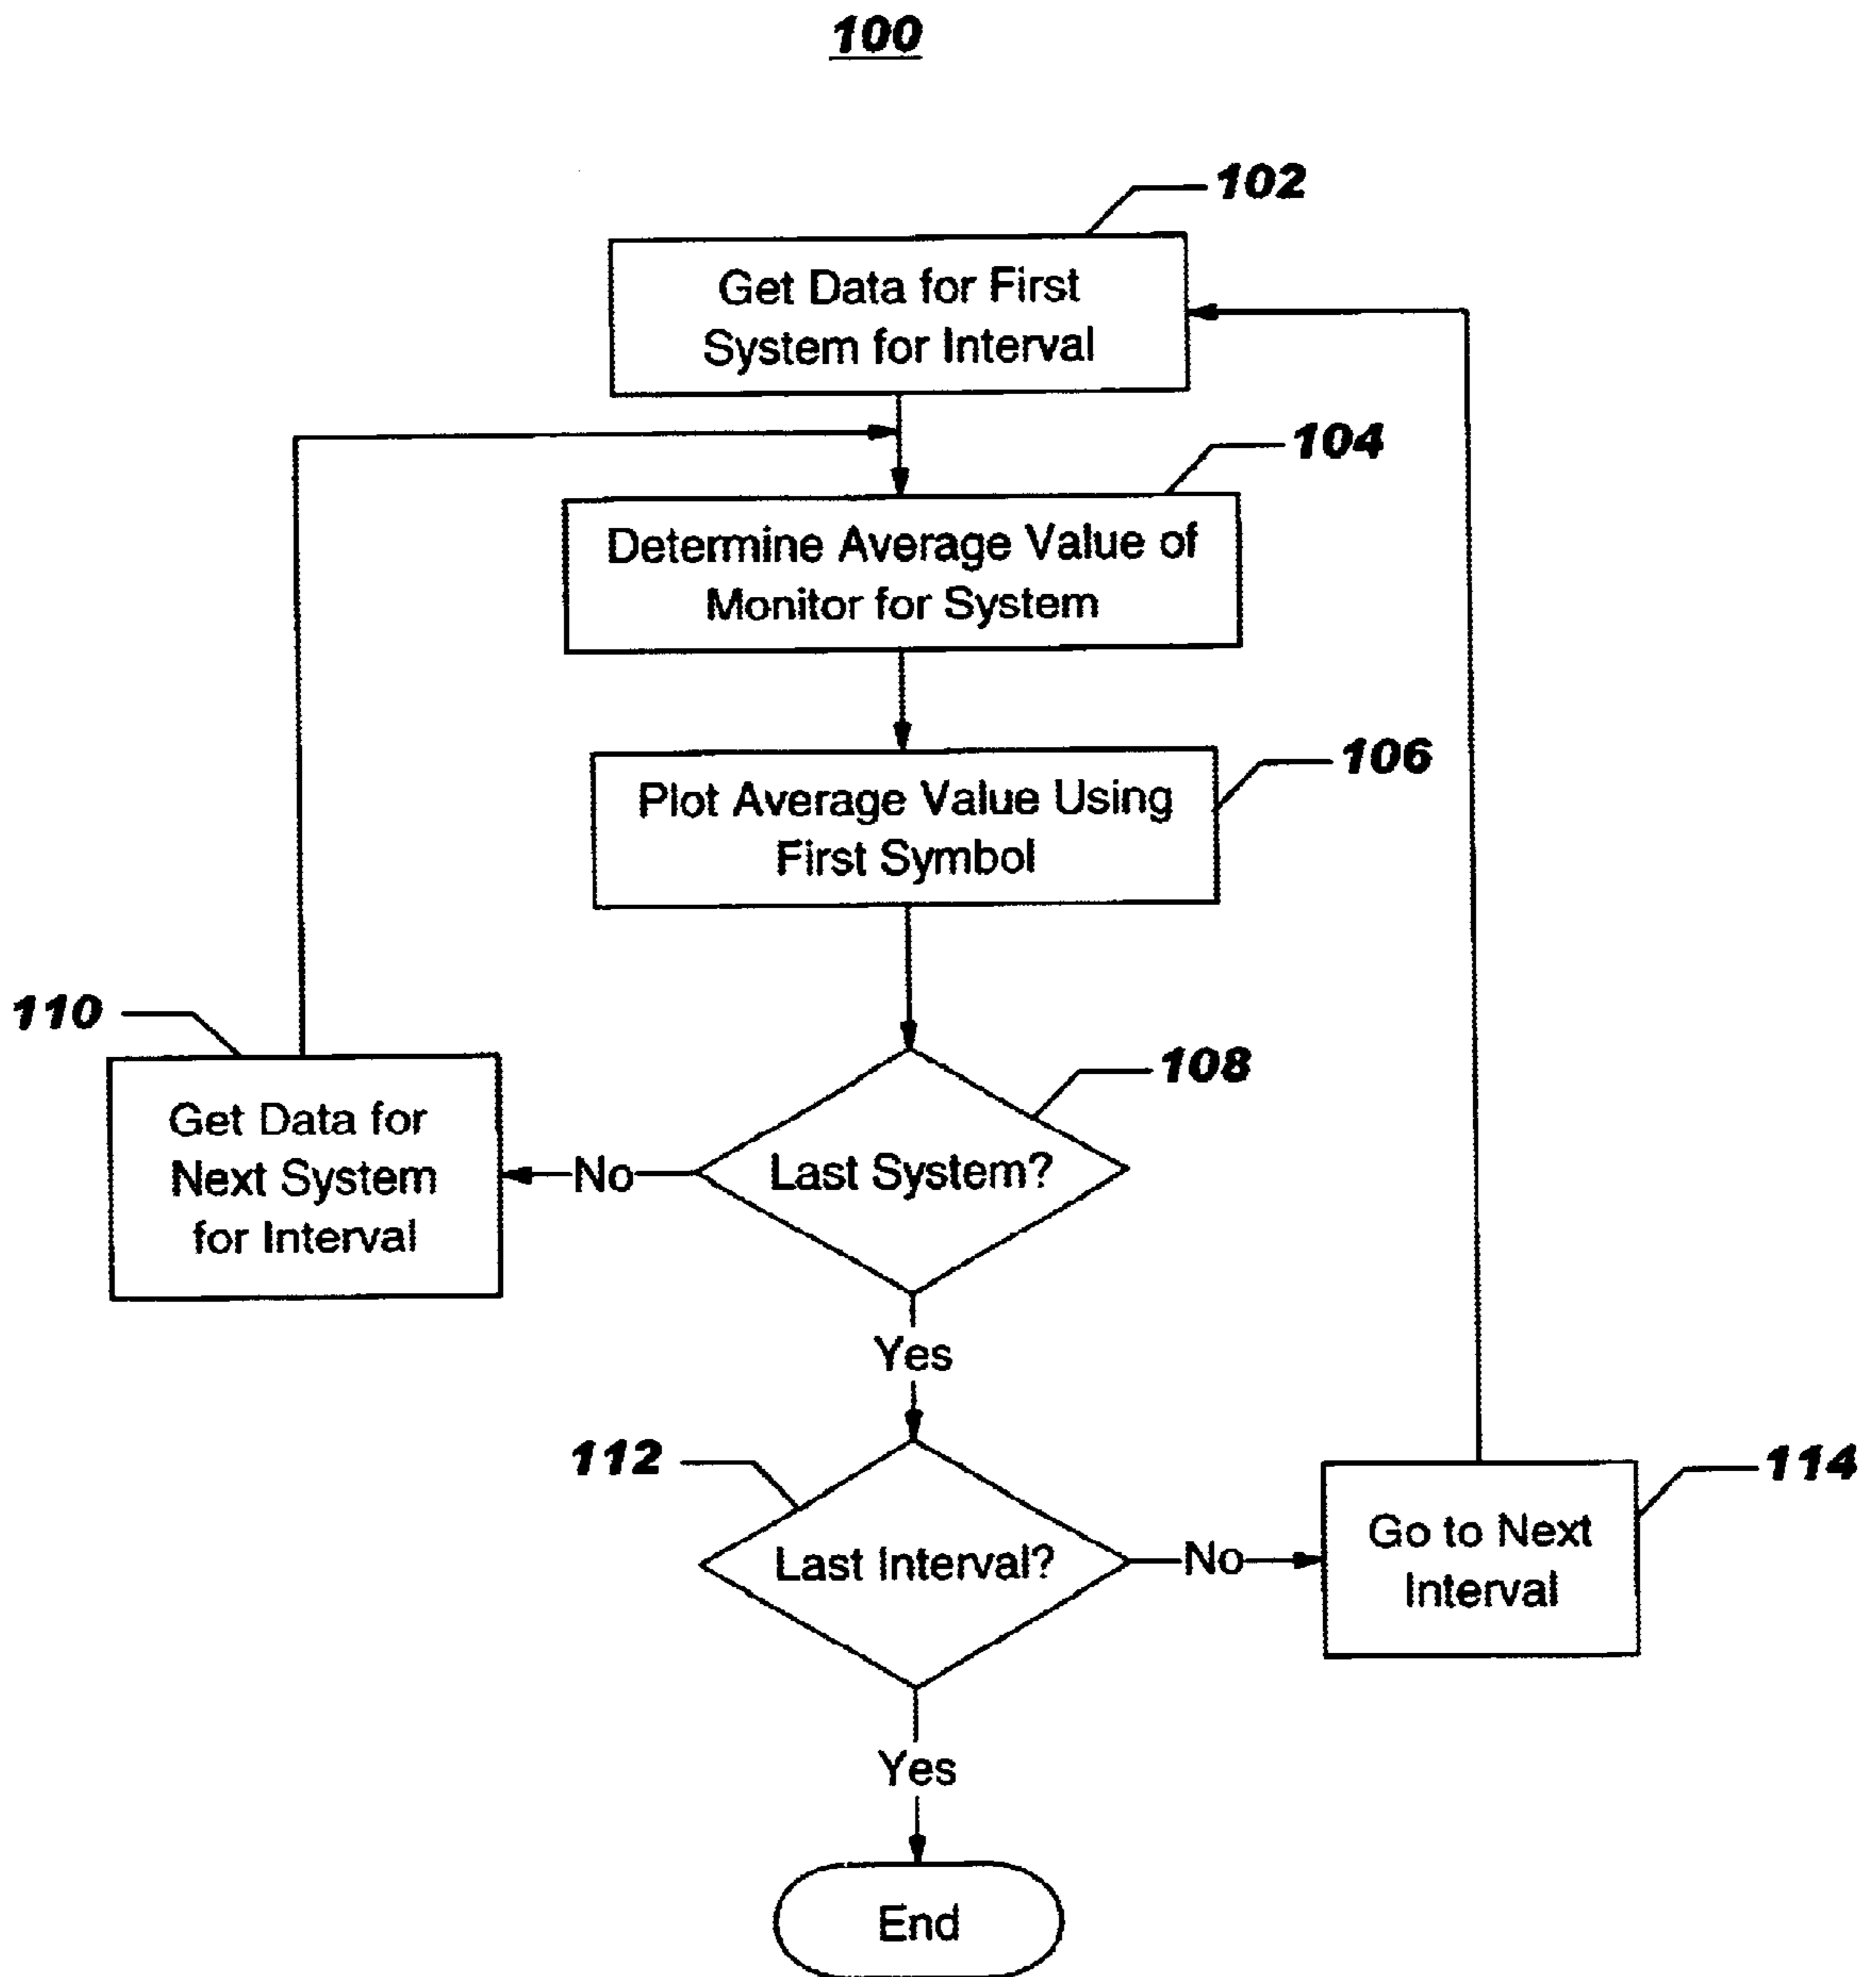 100
102
Get Data for First
System for Interval
104
Determine Average Value of
Monitor for System
106
Plot Average Value Using
First Symbol
110
Get Data for
Next System
for Interval
108
Last System?
No
Yes
112
Last Interval?
No
114
Go to Next
Interval
Yes
End